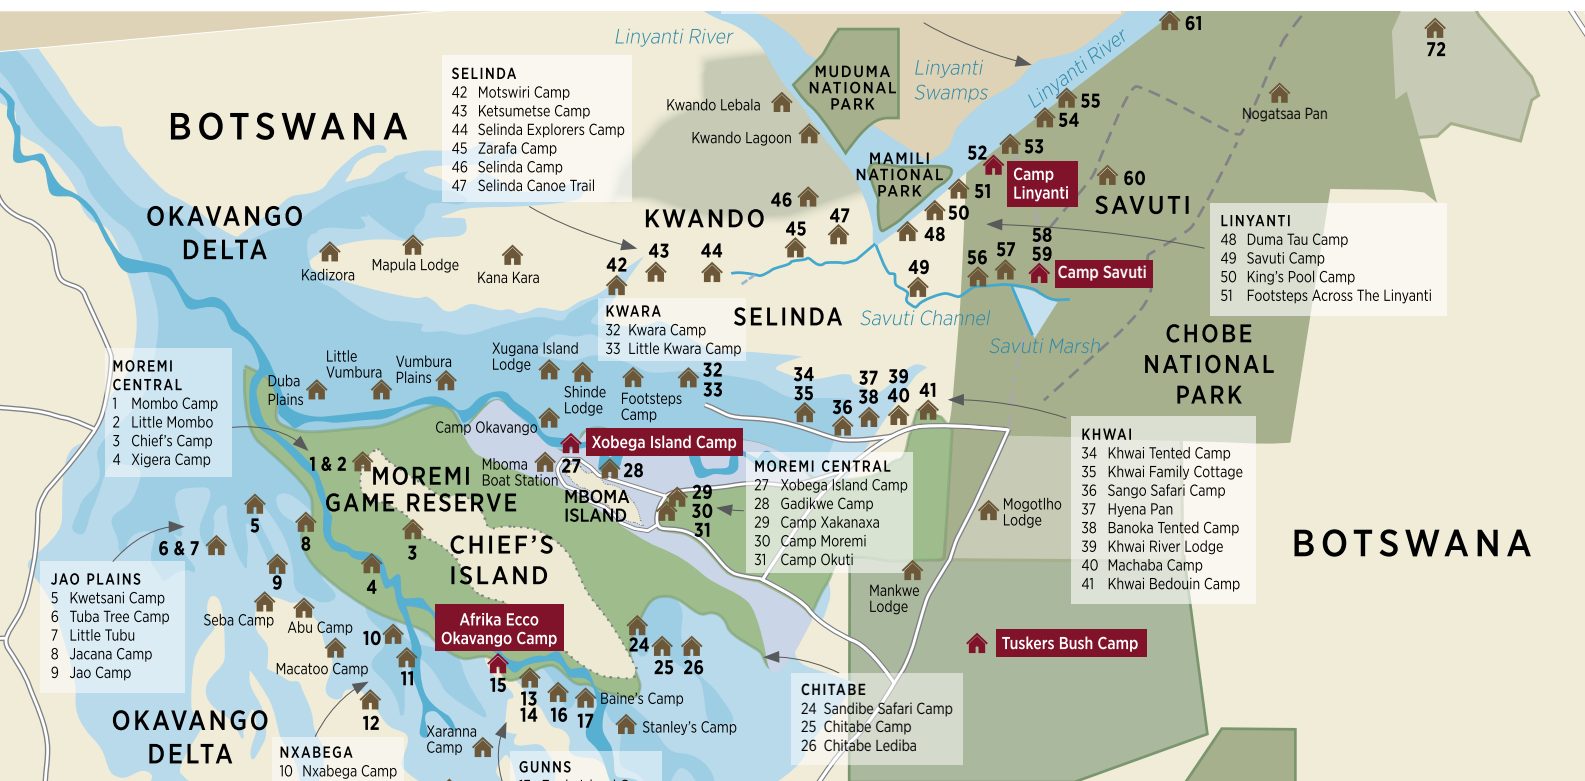 Linyanti River
61
72
SELINDA
42 Motswiri Camp
43 Ketsumetse Camp
44 Selinda Explorers Camp
45 Zarafa Camp
46 Selinda Camp
47 Selinda Canoe Trail
MUDUMA
NATIONAL
PARK
Linyanti
Swamps
Linyanti River
Kwando Lebala
Kwando Lagoon
55
54
Nogatsaa Pan
BOTSWANA
53
52
MAMILI
NATIONAL
PARK
Camp
Linyanti
60
51
SAVUTI
46
47
50
OKAVANGO
DELTA
KWANDO
45
48
LINYANTI
48 Duma Tau Camp
49 Savuti Camp
50 King's Pool Camp
51 Footsteps Across The Linyanti
58
59
57
56
Camp Savuti
Kadizora
Mapula Lodge
Kana Kara
42
43
44
49
KWARA
32 Kwara Camp
33 Little Kwara Camp
SELINDA
Savuti Channel
Savuti Marsh
CHOBE
NATIONAL
PARK
MOREMI
CENTRAL
1 Mombo Camp
2 Little Mombo
3 Chief's Camp
4 Xigera Camp
Little
Vumbura
Vumbura
Plains
Xugana Island
Lodge
Duba
Plains
Shinde
Lodge
Footsteps
Camp
32
33
34
35
36
37
38
39
40
41
Camp Okavango
Xobega Island Camp
KHWAI
34 Khwai Tented Camp
35 Khwai Family Cottage
36 Sango Safari Camp
37 Hyena Pan
38 Banoka Tented Camp
39 Khwai River Lodge
40 Machaba Camp
41 Khwai Bedouin Camp
1 & 2
MOREMI
GAME RESERVE
Mboma
Boat Station
27
28
MBOMA
ISLAND
29
30
31
MOREMI CENTRAL
27 Xobega Island Camp
28 Gadikwe Camp
29 Camp Xakanaxa
30 Camp Moremi
31 Camp Okuti
Mogotlho
Lodge
BOTSWANA
5
6 & 7
8
3
CHIEF'S
ISLAND
9
4
JAO PLAINS
5 Kwetsani Camp
6 Tuba Tree Camp
7 Little Tubu
8 Jacana Camp
9 Jao Camp
Mankwe
Lodge
Seba Camp
Abu Camp
Afrika Ecco
Okavango Camp
10
24
25
26
Tuskers Bush Camp
Macatoo Camp
11
15
13
14
16
17
Baine's Camp
12
CHITABE
24 Sandibe Safari Camp
25 Chitabe Camp
26 Chitabe Lediba
OKAVANGO
DELTA
Xaranna
Camp
Stanley's Camp
NXABEGA
10 Nxabega Camp
GUNNS